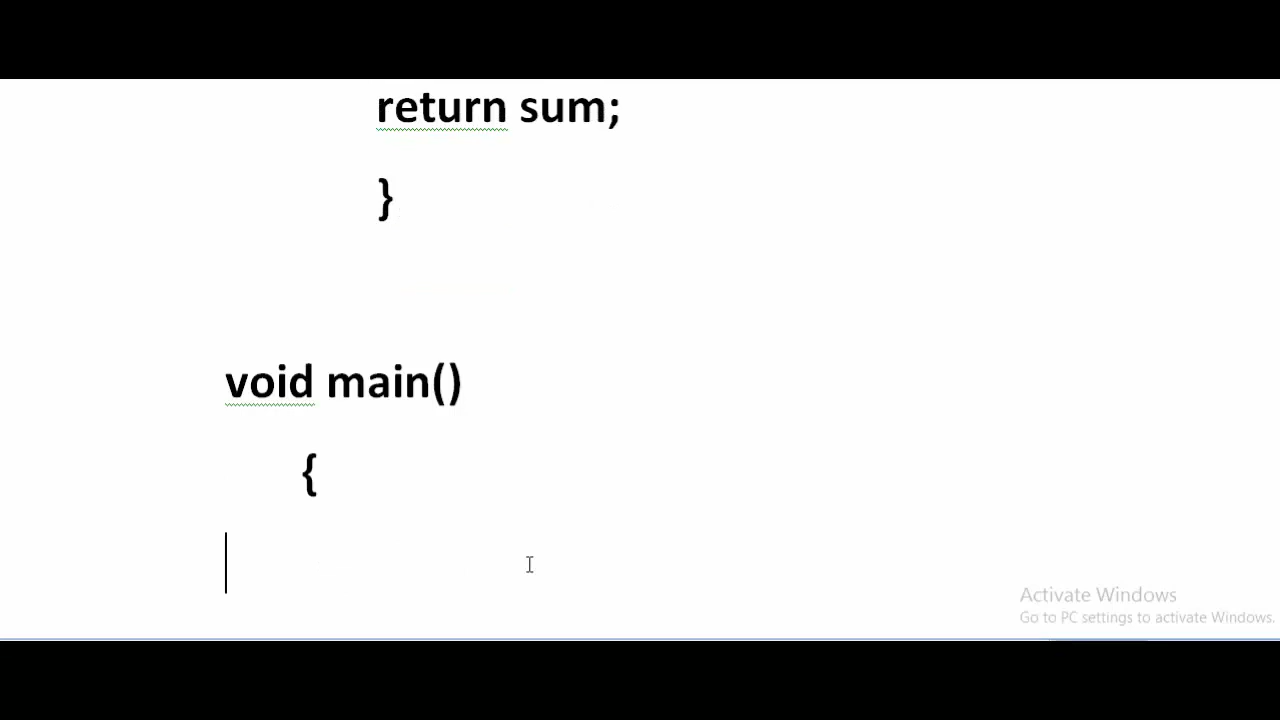 return sum;
}
void main()
{
Activate Windows
Go to PC settings to activate Windows.